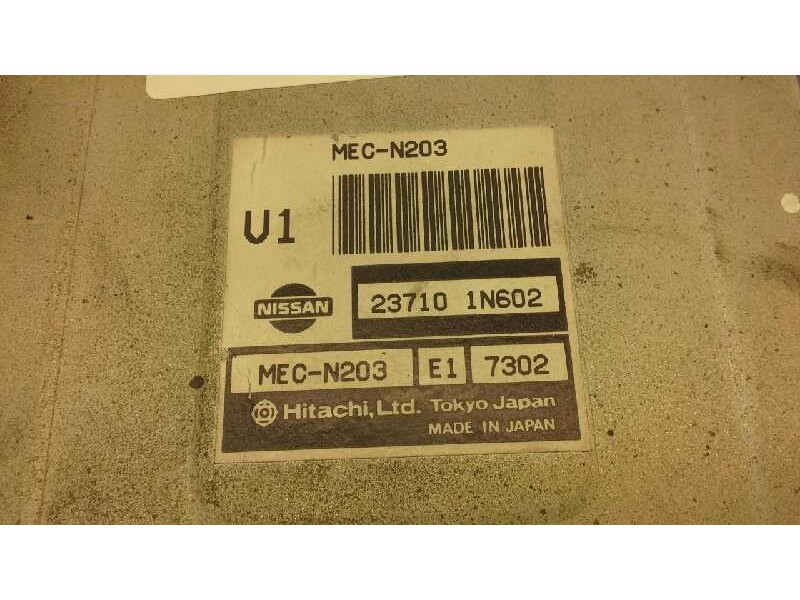 MEC-N203
V1
NISSAN
23710 1N602
MEC-N203 E1 7302
Hitachi, Ltd. Tokyo Japan
MADE IN JAPAN